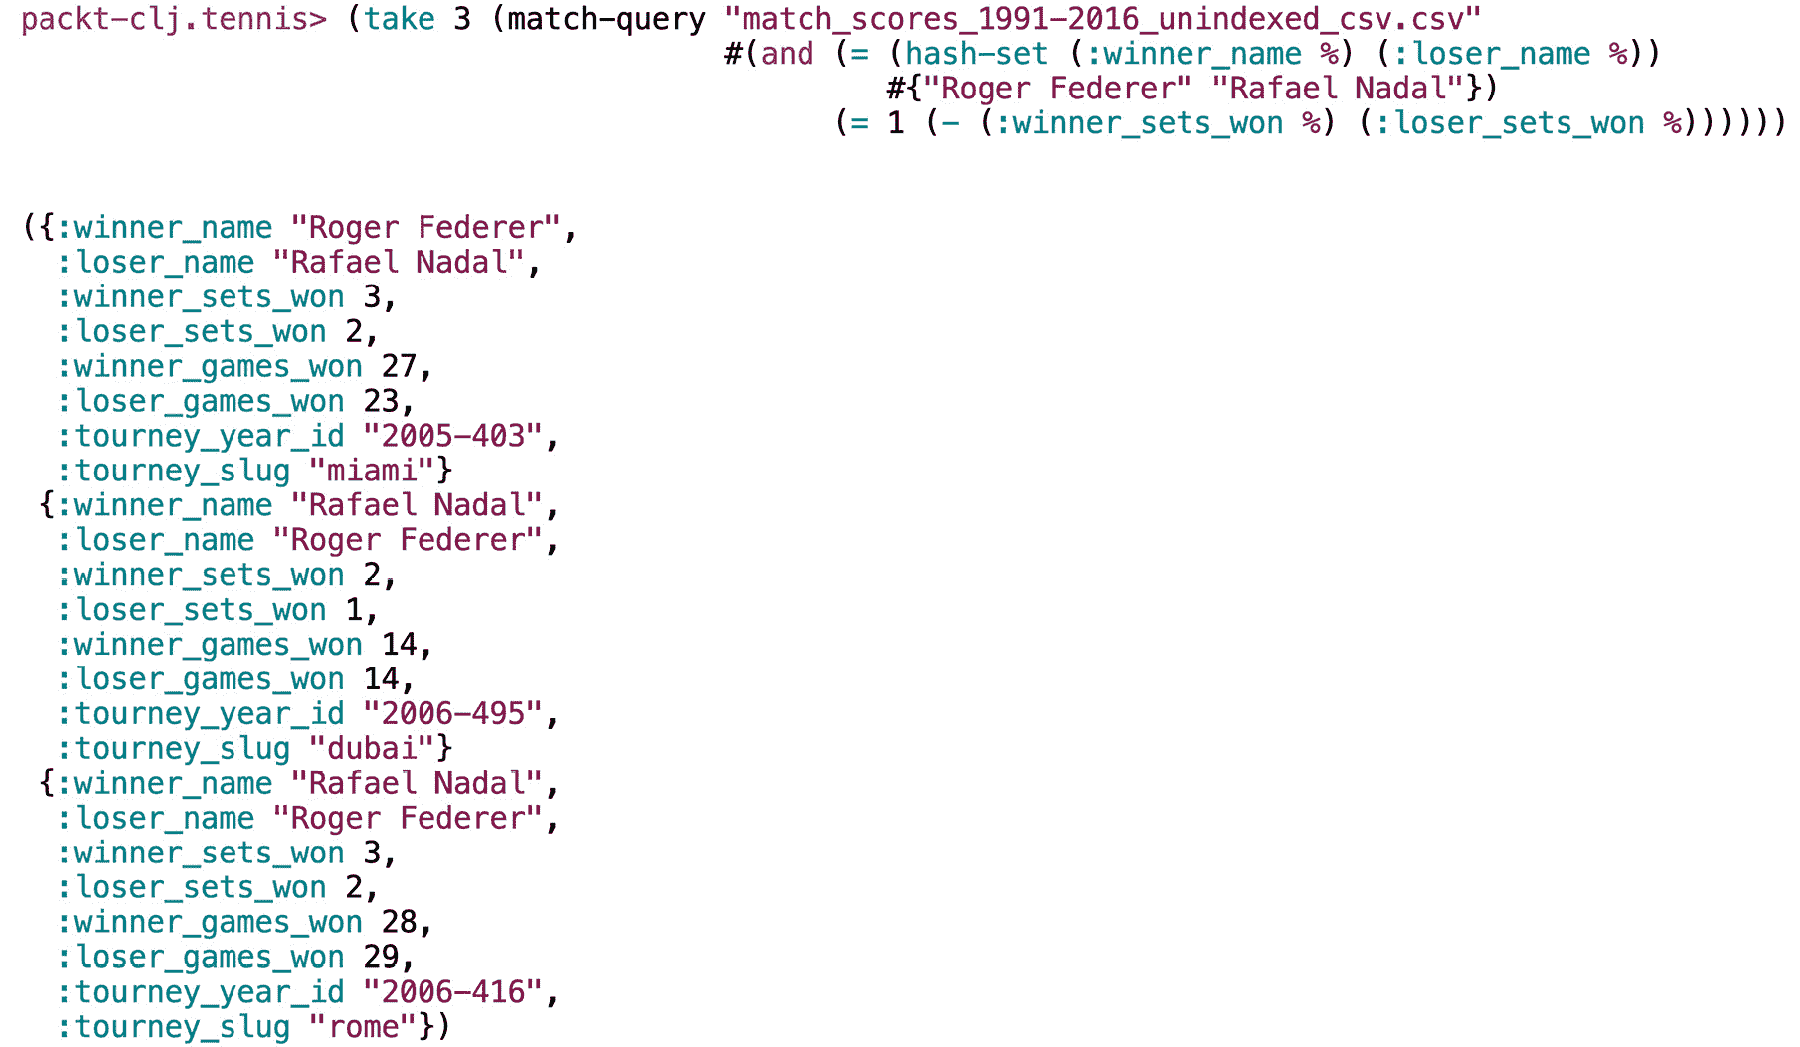 packt-clj.tennis> (take 3 (match-query "match_scores_1991-2016_unindexed_csv.csv"
#(and (= (hash-set (:winner_name %) (:loser_name %))
#{"Roger Federer" "Rafael Nadal"})
(= 1 (- (:winner_sets_won %) (:loser_sets_won %))))))
({:winner_name "Roger Federer",
:loser_name "Rafael Nadal",
:winner_sets_won 3,
:loser_sets_won 2,
:winner_games_won 27,
:loser_games_won 23,
:tourney_year_id "2005-403",
:tourney_slug "miami"}
{:winner_name "Rafael Nadal",
:loser_name "Roger Federer",
:winner_sets_won 2,
:loser_sets_won 1,
:winner_games_won 14,
:loser_games_won 14,
:tourney_year_id "2006-495",
:tourney_slug "dubai"}
{:winner_name "Rafael Nadal",
:loser_name "Roger Federer",
:winner_sets_won 3,
:loser_sets_won 2,
:winner_games_won 28,
:loser_games_won 29,
:tourney_year_id "2006-416",
:tourney_slug "rome"})